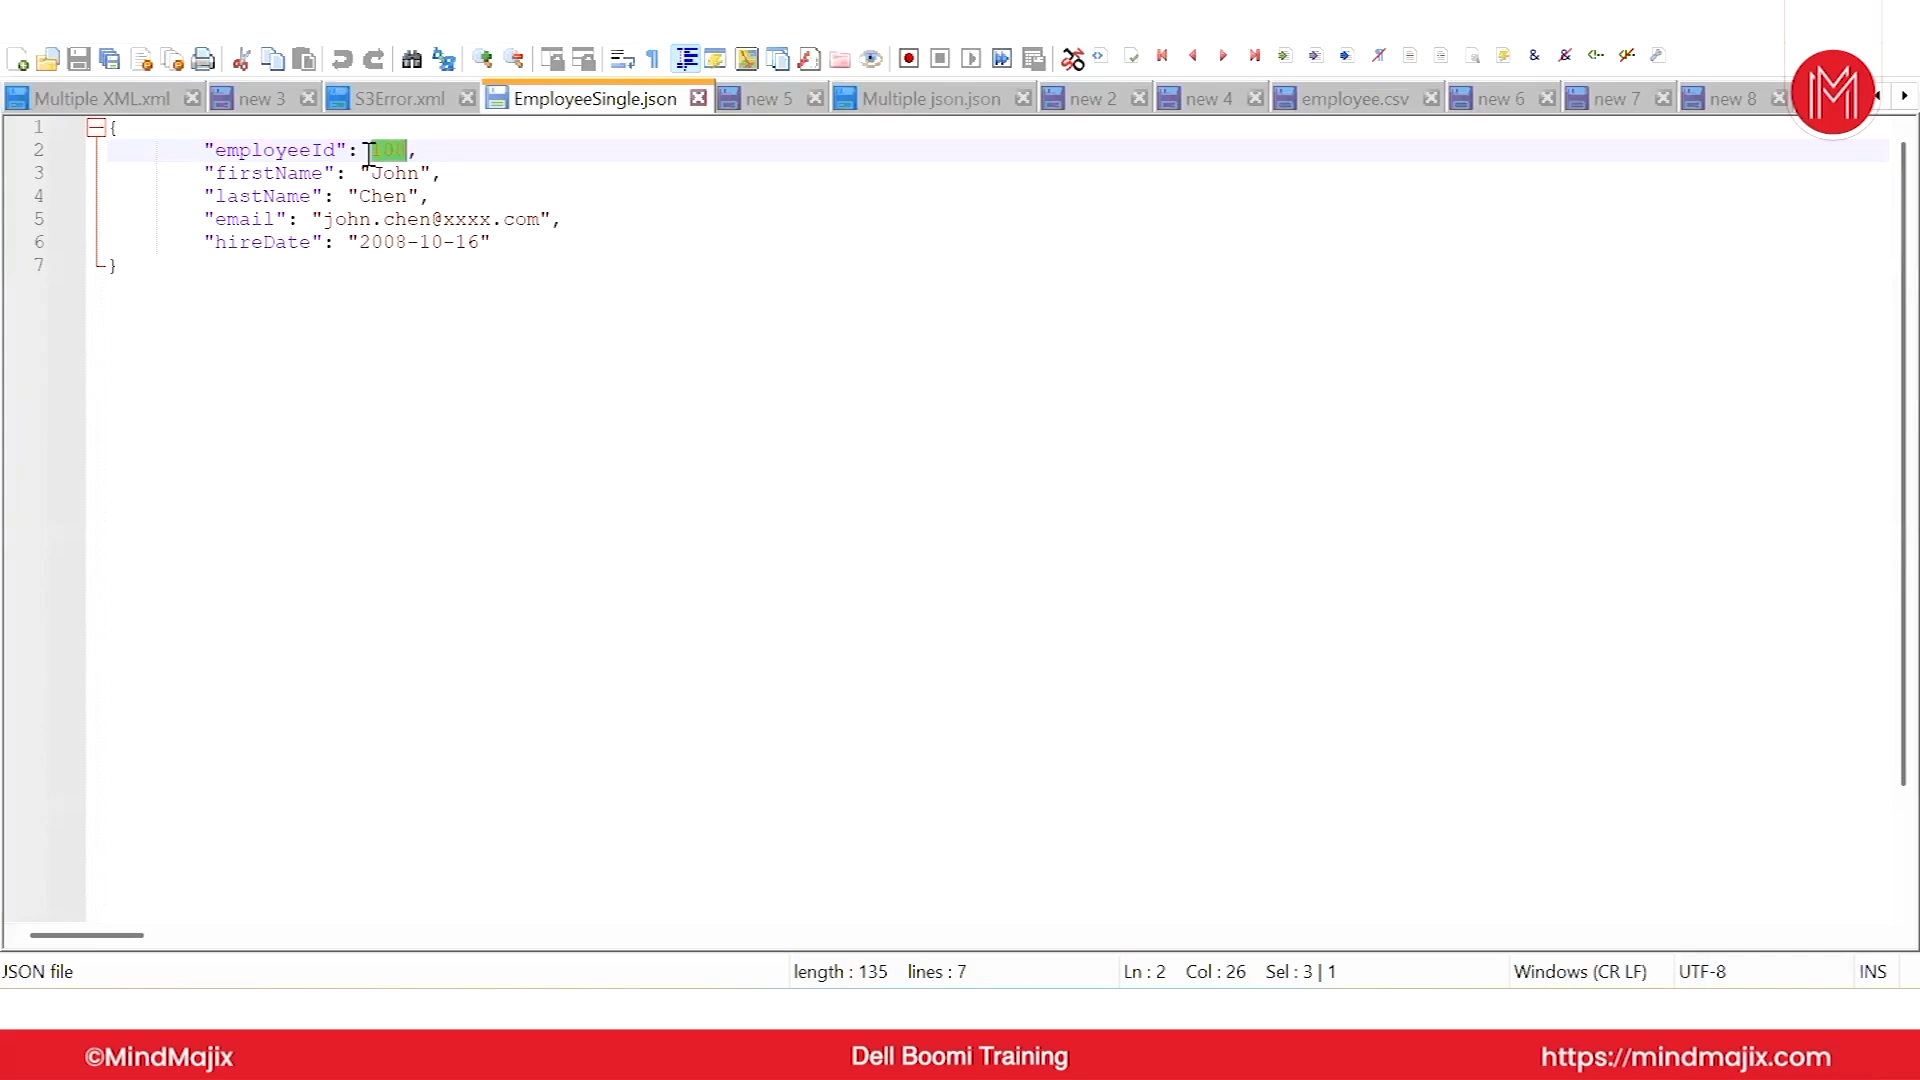 Multiple XML.xml new 3 S3Error.xml EmployeeSingle.json new 5 Multiple json.json new 2 new 4 employee.csv new 6 new 7 new 8
1 {
2 "employeeId": 100,
3 "firstName": "John",
4 "lastName": "Chen",
5 "email": "john.chen@xxxx.com",
6 "hireDate": "2008-10-16"
7 }
JSON file length : 135 lines : 7 Ln : 2 Col : 26 Sel : 3 | 1 Windows (CR LF) UTF-8 INS
©MindMajix Dell Boomi Training https://mindmajix.com